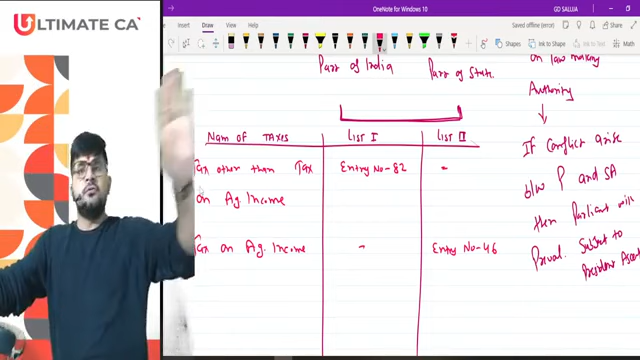 ULTIMATE CA
OneNote for Windows 10
GD SALUJA
Draw
View
Help
Saved offline (error)
Shapes
Ink to Shape
Ink to Math
Part of India
Part of State
on law making
Authority
↓
If conflict arise
b/w P and SA
then Parliament will
Prevail. Subject to
President Assent
Nam of TAXES
LIST I
LIST II
Tax other than Tax
on Ag. Income
Entry No-82
-
Tax on Ag. Income
-
Entry No-46